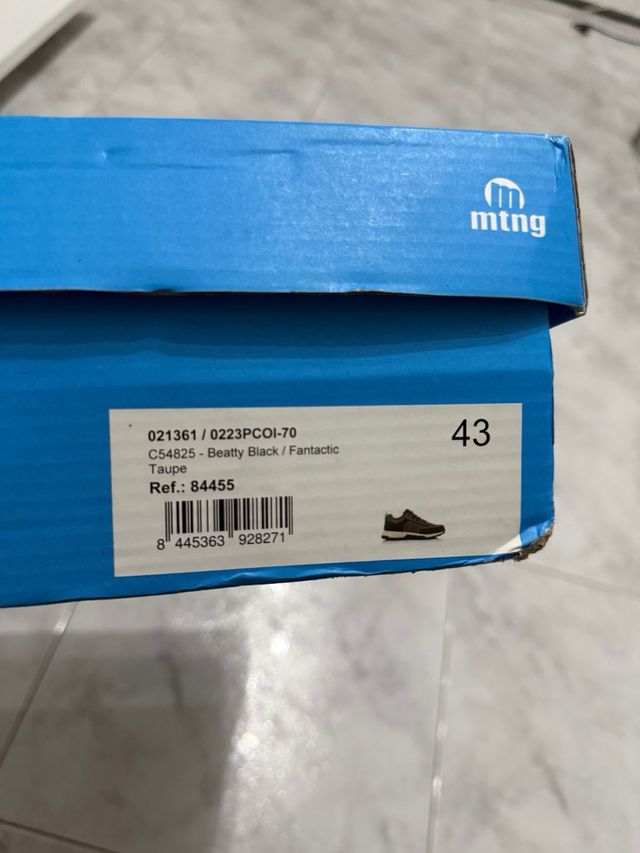 m
mtng
021361 / 0223PCOI-70
43
C54825 - Beatty Black / Fantactic
Taupe
Ref.: 84455
8 445363 928271